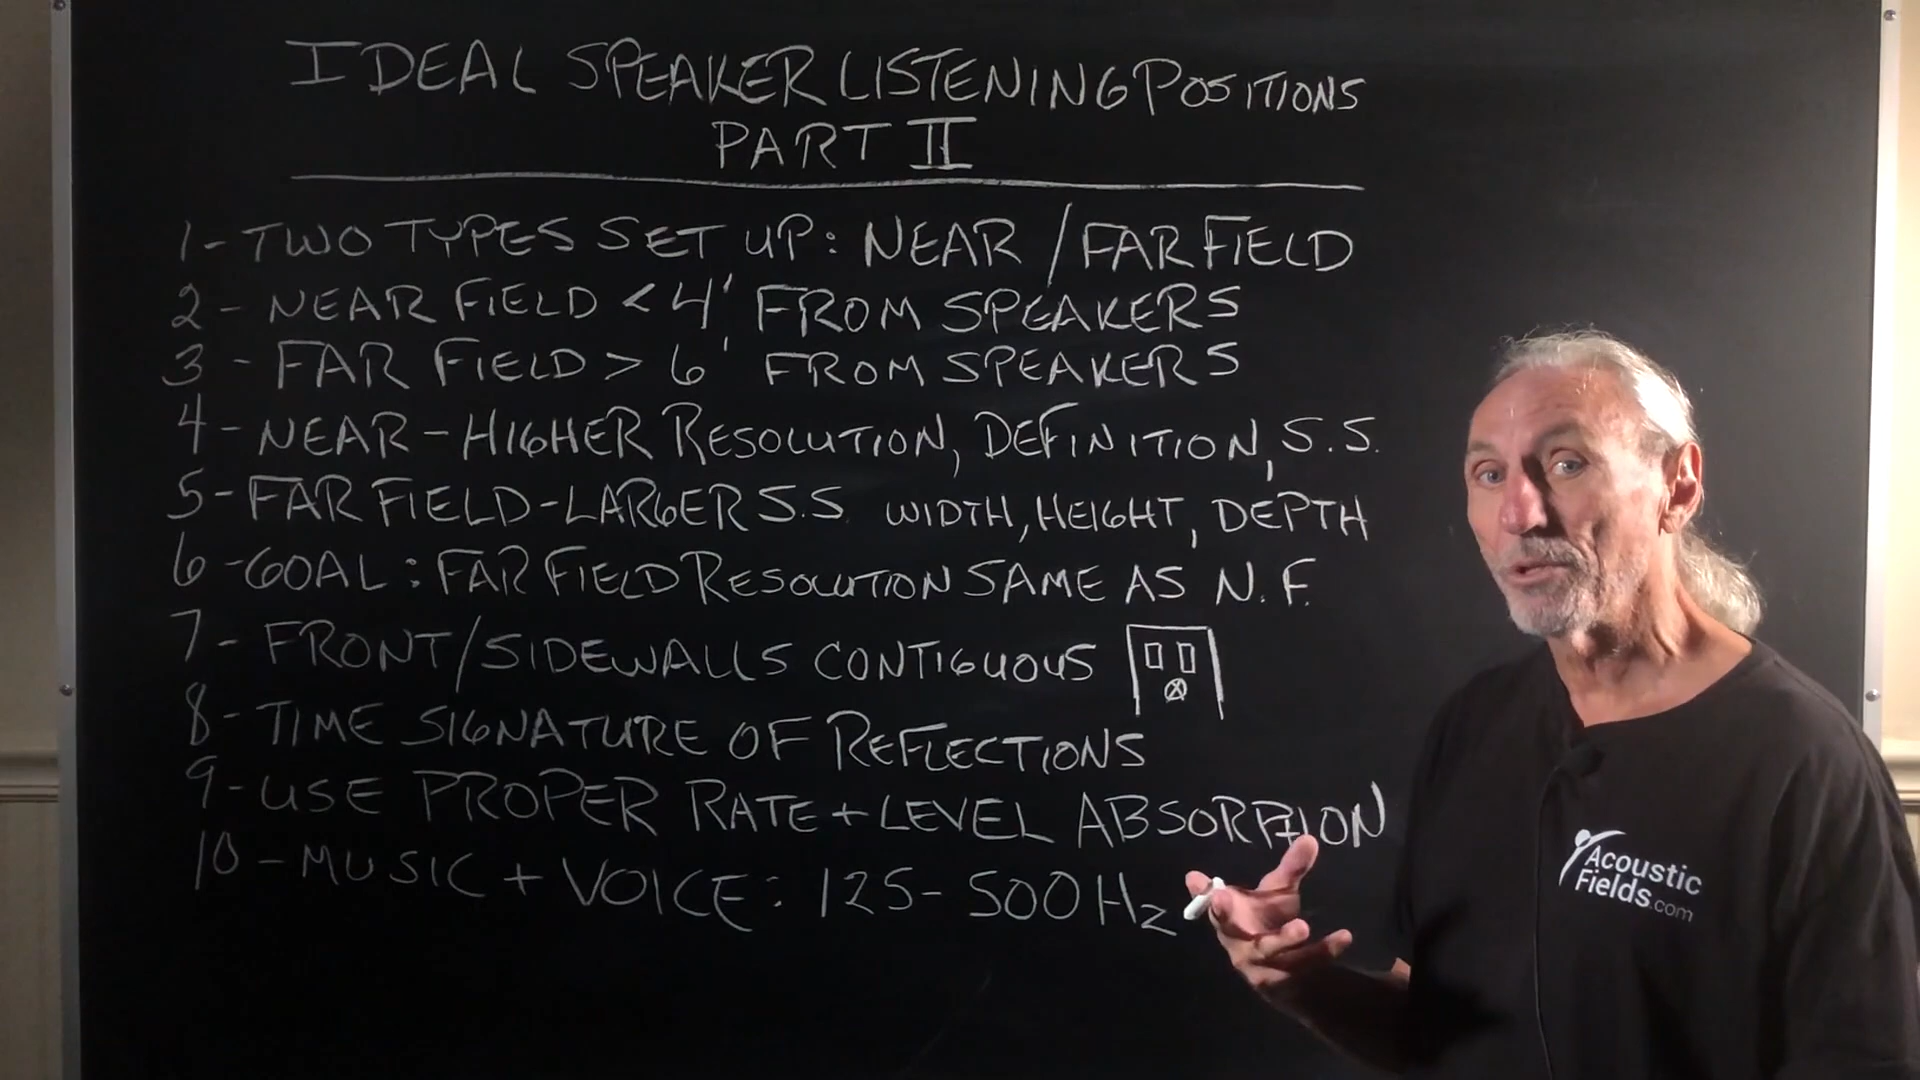 IDEAL SPEAKER LISTENING POSITIONS
PART II
1- TWO TYPES SET UP: NEAR / FAR FIELD
2- NEAR FIELD < 4' FROM SPEAKERS
3- FAR FIELD > 6' FROM SPEAKERS
4- NEAR-HIGHER RESOLUTION, DEFINITION, S.S.
5- FAR FIELD-LARGER S.S WIDTH, HEIGHT, DEPTH
6-GOAL: FAR FIELD RESOLUTION SAME AS N.F.
7- FRONT/SIDEWALLS CONTIGUOUS
8- TIME SIGNATURE OF REFLECTIONS
9- USE PROPER RATE + LEVEL ABSORPTION
10-MUSIC + VOICE: 125-500 Hz
Acoustic
Fields.com